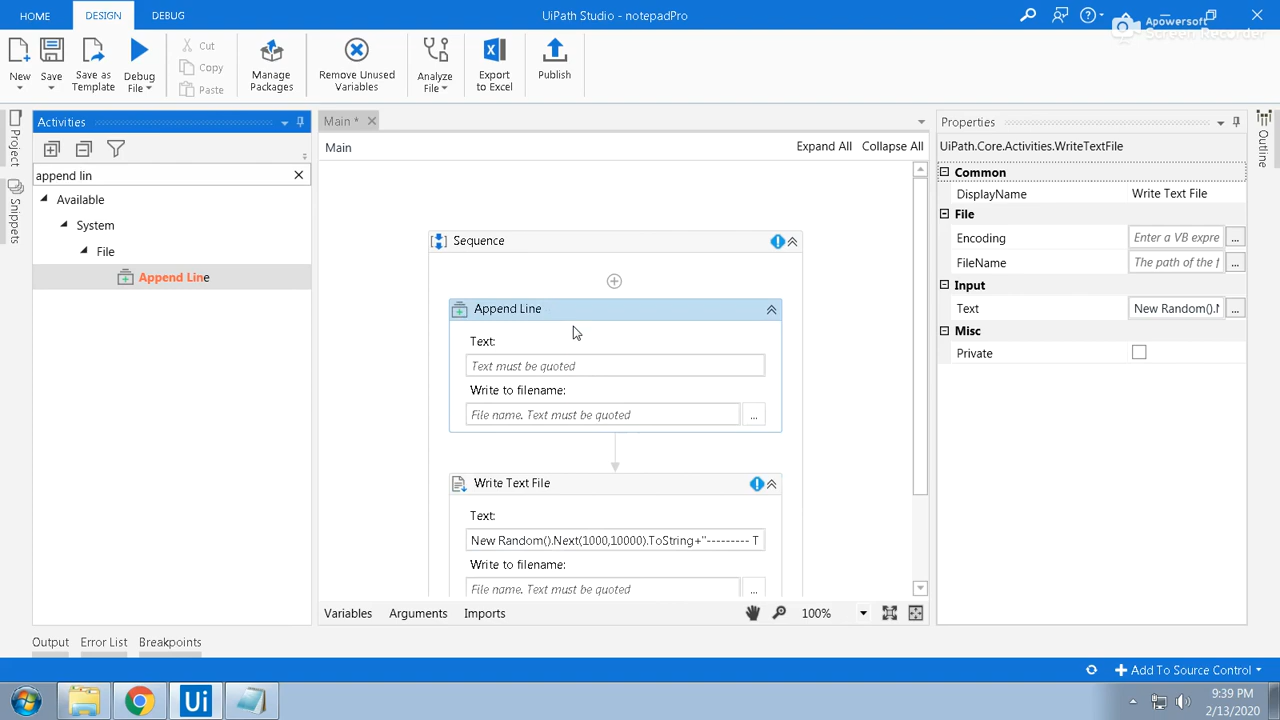 HOME DESIGN DEBUG UiPath Studio - notepadPro
Apowersoft
Screen Recorder
New Save Save as Template Debug File
Cut
Copy
Paste
Manage Packages
Remove Unused Variables
Analyze File
Export to Excel
Publish
Activities
append lin
Available
System
File
Append Line
Project
Snippets
Main *
Main Expand All Collapse All
Sequence
Append Line
Text:
Text must be quoted
Write to filename:
File name. Text must be quoted ...
Write Text File
Text:
New Random().Next(1000,10000).ToString+"--------- T
Write to filename:
File name. Text must be quoted ...
Variables Arguments Imports 100%
Properties
UiPath.Core.Activities.WriteTextFile
Common
DisplayName Write Text File
File
Encoding Enter a VB expre ...
FileName The path of the f ...
Input
Text New Random().N ...
Misc
Private
Outline
Output Error List Breakpoints
Add To Source Control
Ui
9:39 PM
2/13/2020